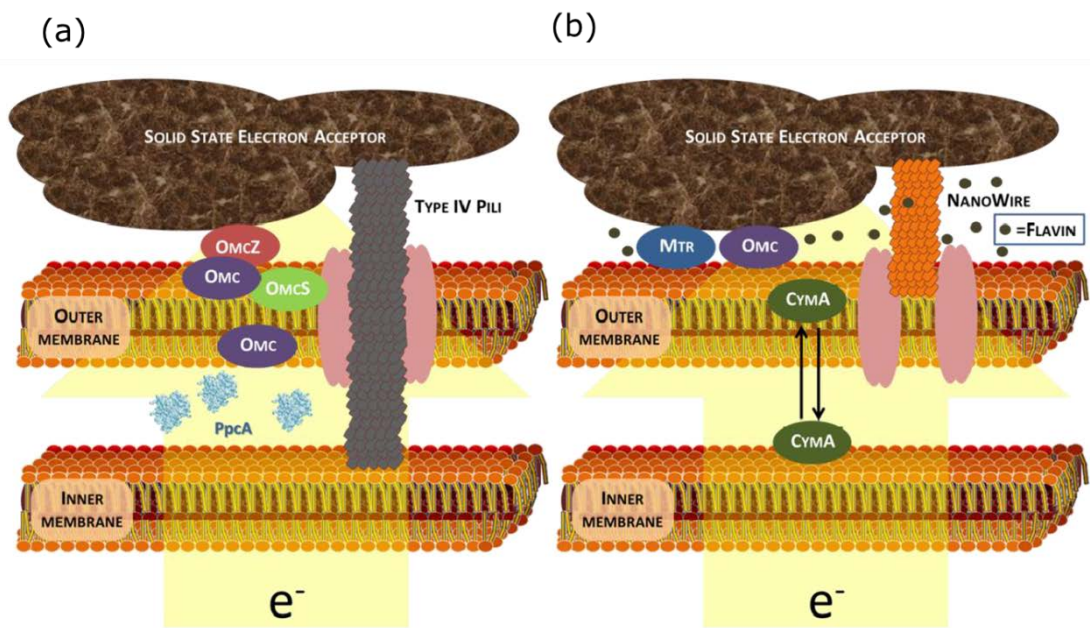 (a)
SOLID STATE ELECTRON ACCEPTOR
TYPE IV PILI
OMCZ
OMC
OMCS
OUTER
MEMBRANE
OMC
PpcA
INNER
MEMBRANE
e-
(b)
SOLID STATE ELECTRON ACCEPTOR
NANOWIRE
=FLAVIN
MTR
OMC
CYMA
OUTER
MEMBRANE
CYMA
INNER
MEMBRANE
e-